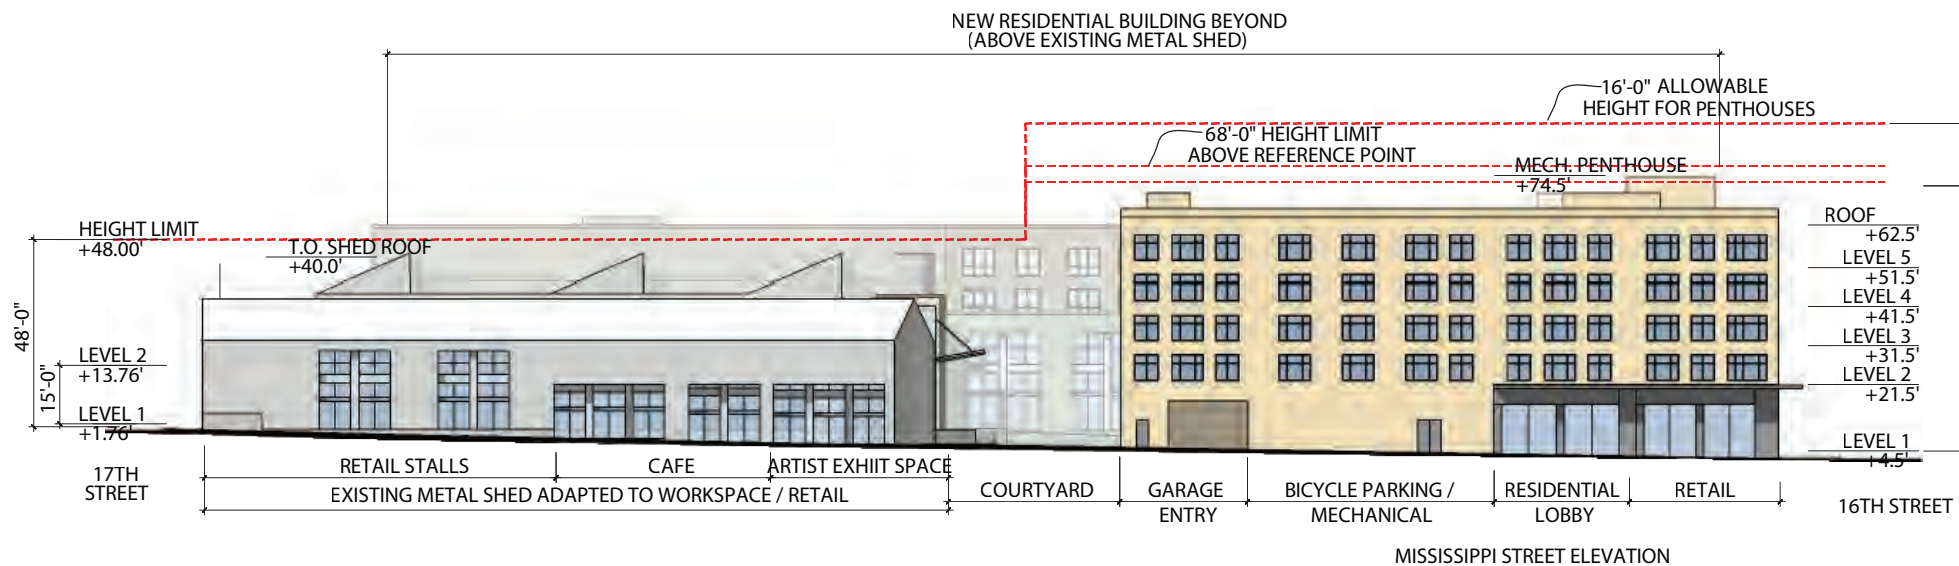 NEW RESIDENTIAL BUILDING BEYOND
(ABOVE EXISTING METAL SHED)
16'-0" ALLOWABLE
HEIGHT FOR PENTHOUSES
68'-0" HEIGHT LIMIT
ABOVE REFERENCE POINT
MECH. PENTHOUSE
+74.5'
HEIGHT LIMIT
+48.00'
T.O. SHED ROOF
+40.0'
48'-0"
15'-0"
LEVEL 2
+13.76'
LEVEL 1
+1.76'
ROOF
+62.5'
LEVEL 5
+51.5'
LEVEL 4
+41.5'
LEVEL 3
+31.5'
LEVEL 2
+21.5'
LEVEL 1
+4.5'
17TH
STREET
RETAIL STALLS
CAFE
ARTIST EXHIIT SPACE
EXISTING METAL SHED ADAPTED TO WORKSPACE / RETAIL
COURTYARD
GARAGE
ENTRY
BICYCLE PARKING /
MECHANICAL
RESIDENTIAL
LOBBY
RETAIL
16TH STREET
MISSISSIPPI STREET ELEVATION